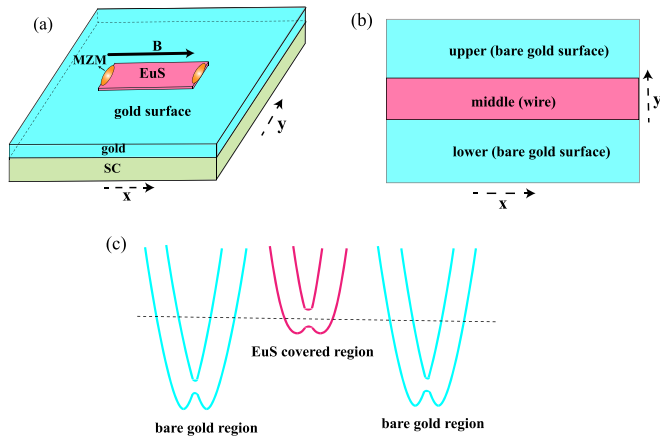 (a)
B
MZM
EuS
gold surface
y
gold
SC
x
(b)
upper (bare gold surface)
middle (wire)
y
lower (bare gold surface)
x
(c)
EuS covered region
bare gold region
bare gold region